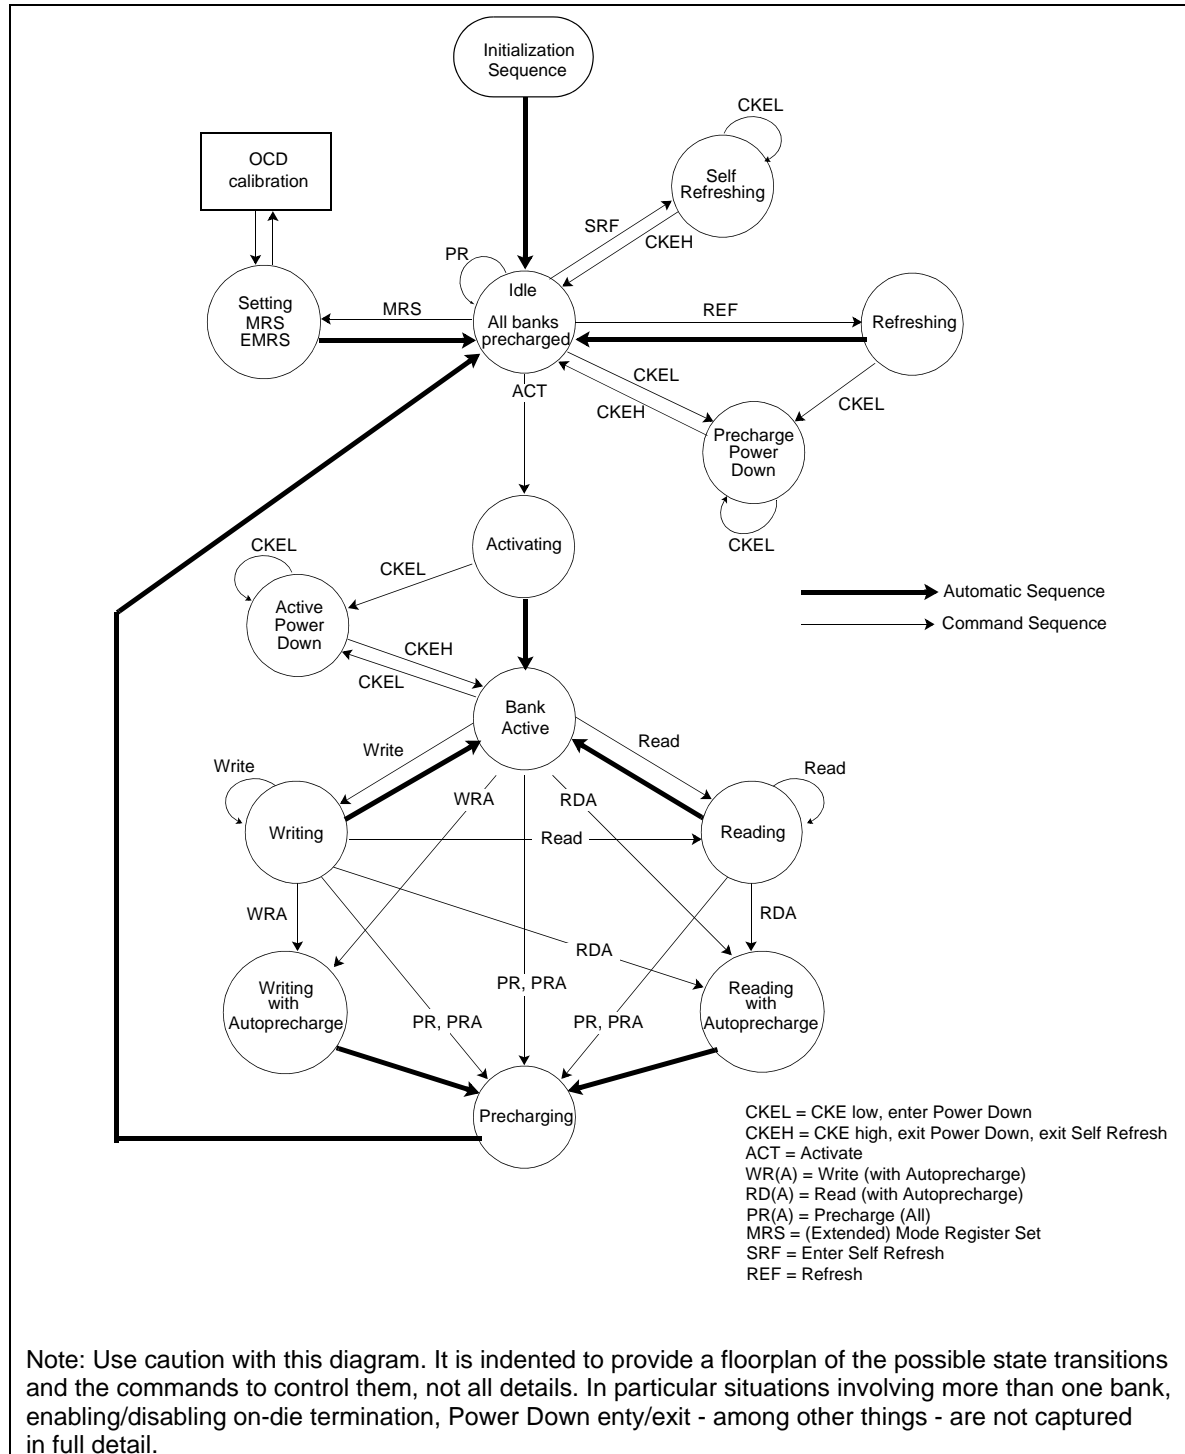 Initialization
Sequence
CKEL
OCD
calibration
Self
Refreshing
SRF
CKEH
PR
Setting
MRS
EMRS
MRS
Idle
All banks
precharged
REF
Refreshing
CKEL
CKEH
CKEL
ACT
Precharge
Power
Down
CKEL
Activating
CKEL
CKEL
Active
Power
Down
Automatic Sequence
Command Sequence
CKEH
CKEL
Bank
Active
Write
Read
Write
Read
WRA
RDA
Writing
Read
Reading
WRA
RDA
RDA
Writing
with
Autoprecharge
PR, PRA
Reading
with
Autoprecharge
PR, PRA
PR, PRA
Precharging
CKEL = CKE low, enter Power Down
CKEH = CKE high, exit Power Down, exit Self Refresh
ACT = Activate
WR(A) = Write (with Autoprecharge)
RD(A) = Read (with Autoprecharge)
PR(A) = Precharge (All)
MRS = (Extended) Mode Register Set
SRF = Enter Self Refresh
REF = Refresh
Note: Use caution with this diagram. It is indented to provide a floorplan of the possible state transitions
and the commands to control them, not all details. In particular situations involving more than one bank,
enabling/disabling on-die termination, Power Down enty/exit - among other things - are not captured
in full detail.